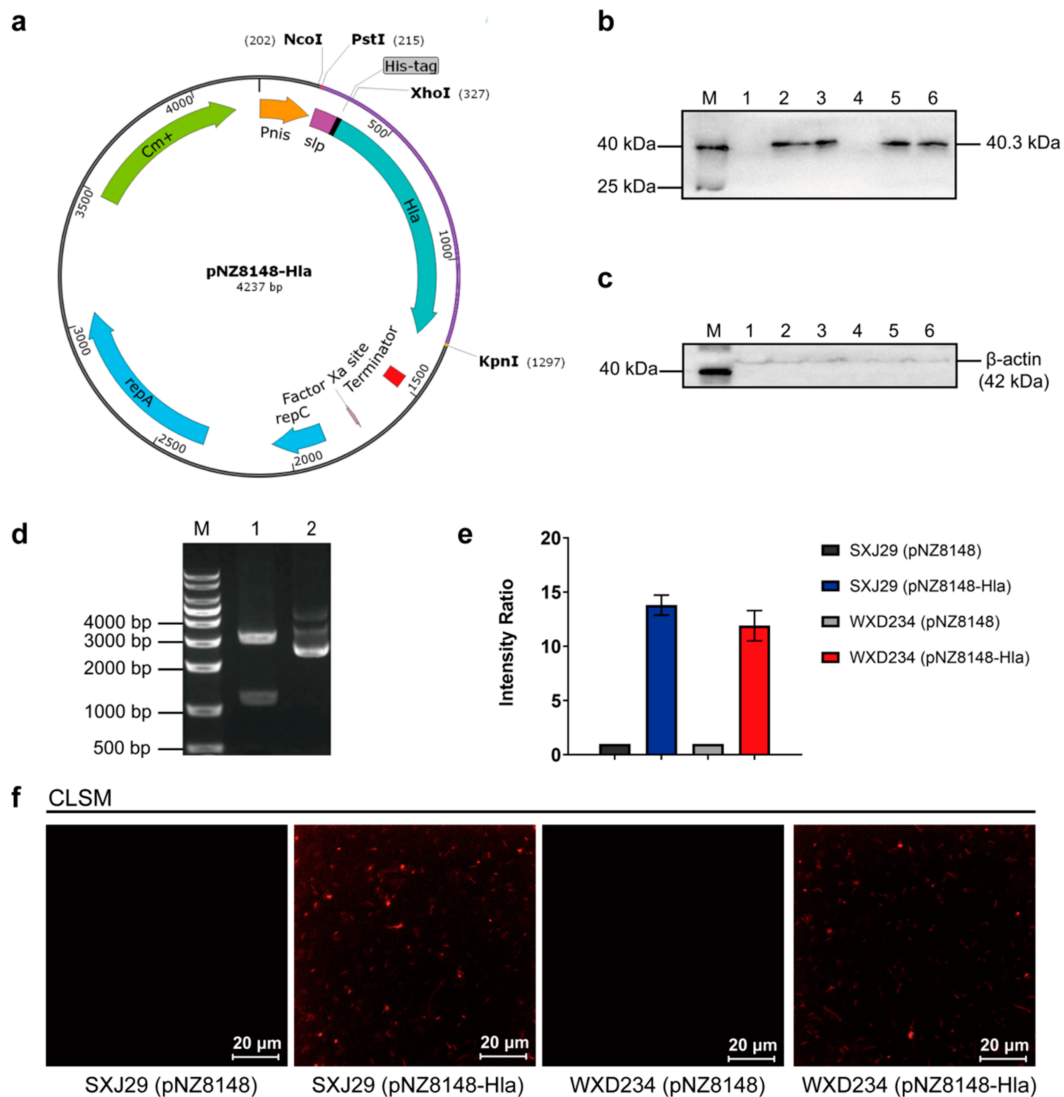 a
(202) NcoI PstI (215)
His-tag
XhoI (327)
4000
Cm+
Pnis
slp
500
Hla
3500
1000
pNZ8148-Hla
4237 bp
3000
repA
Factor Xa site
Terminator
repC
KpnI (1297)
1500
2500
2000
b
M 1 2 3 4 5 6
40 kDa
40.3 kDa
25 kDa
c
M 1 2 3 4 5 6
40 kDa
β-actin
(42 kDa)
d
M 1 2
4000 bp
3000 bp
2000 bp
1000 bp
500 bp
e
20
15
10
5
0
Intensity Ratio
SXJ29 (pNZ8148)
SXJ29 (pNZ8148-Hla)
WXD234 (pNZ8148)
WXD234 (pNZ8148-Hla)
f
CLSM
20 μm 20 μm 20 μm 20 μm
SXJ29 (pNZ8148) SXJ29 (pNZ8148-Hla) WXD234 (pNZ8148) WXD234 (pNZ8148-Hla)